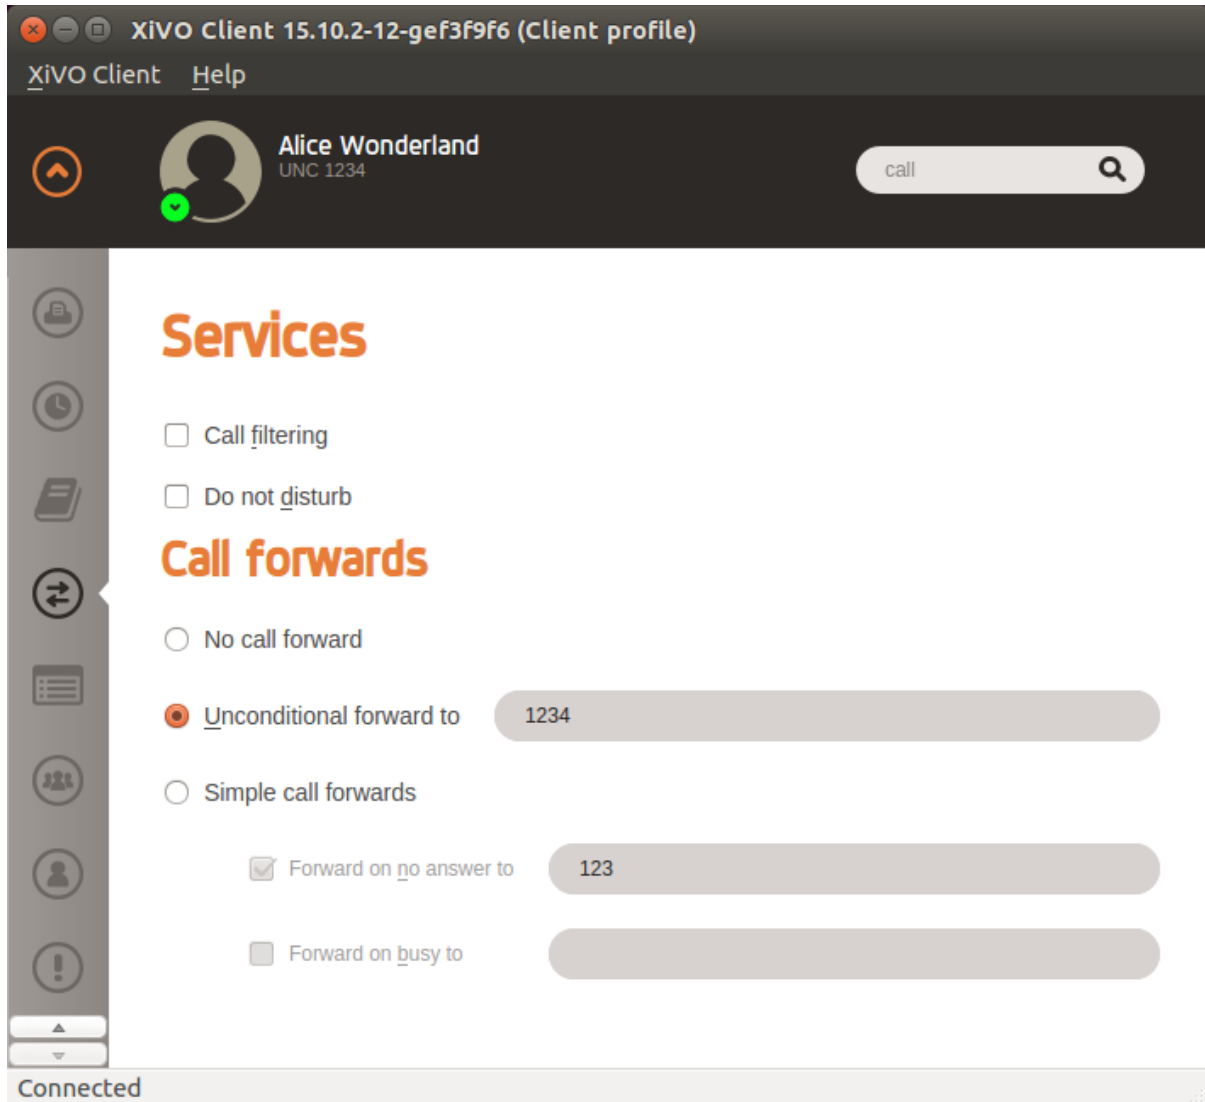 XiVO Client 15.10.2-12-gef3f9f6 (Client profile)
XiVO Client Help
Alice Wonderland
UNC 1234
call
Services
Call filtering
Do not disturb
Call forwards
No call forward
Unconditional forward to 1234
Simple call forwards
Forward on no answer to 123
Forward on busy to
Connected